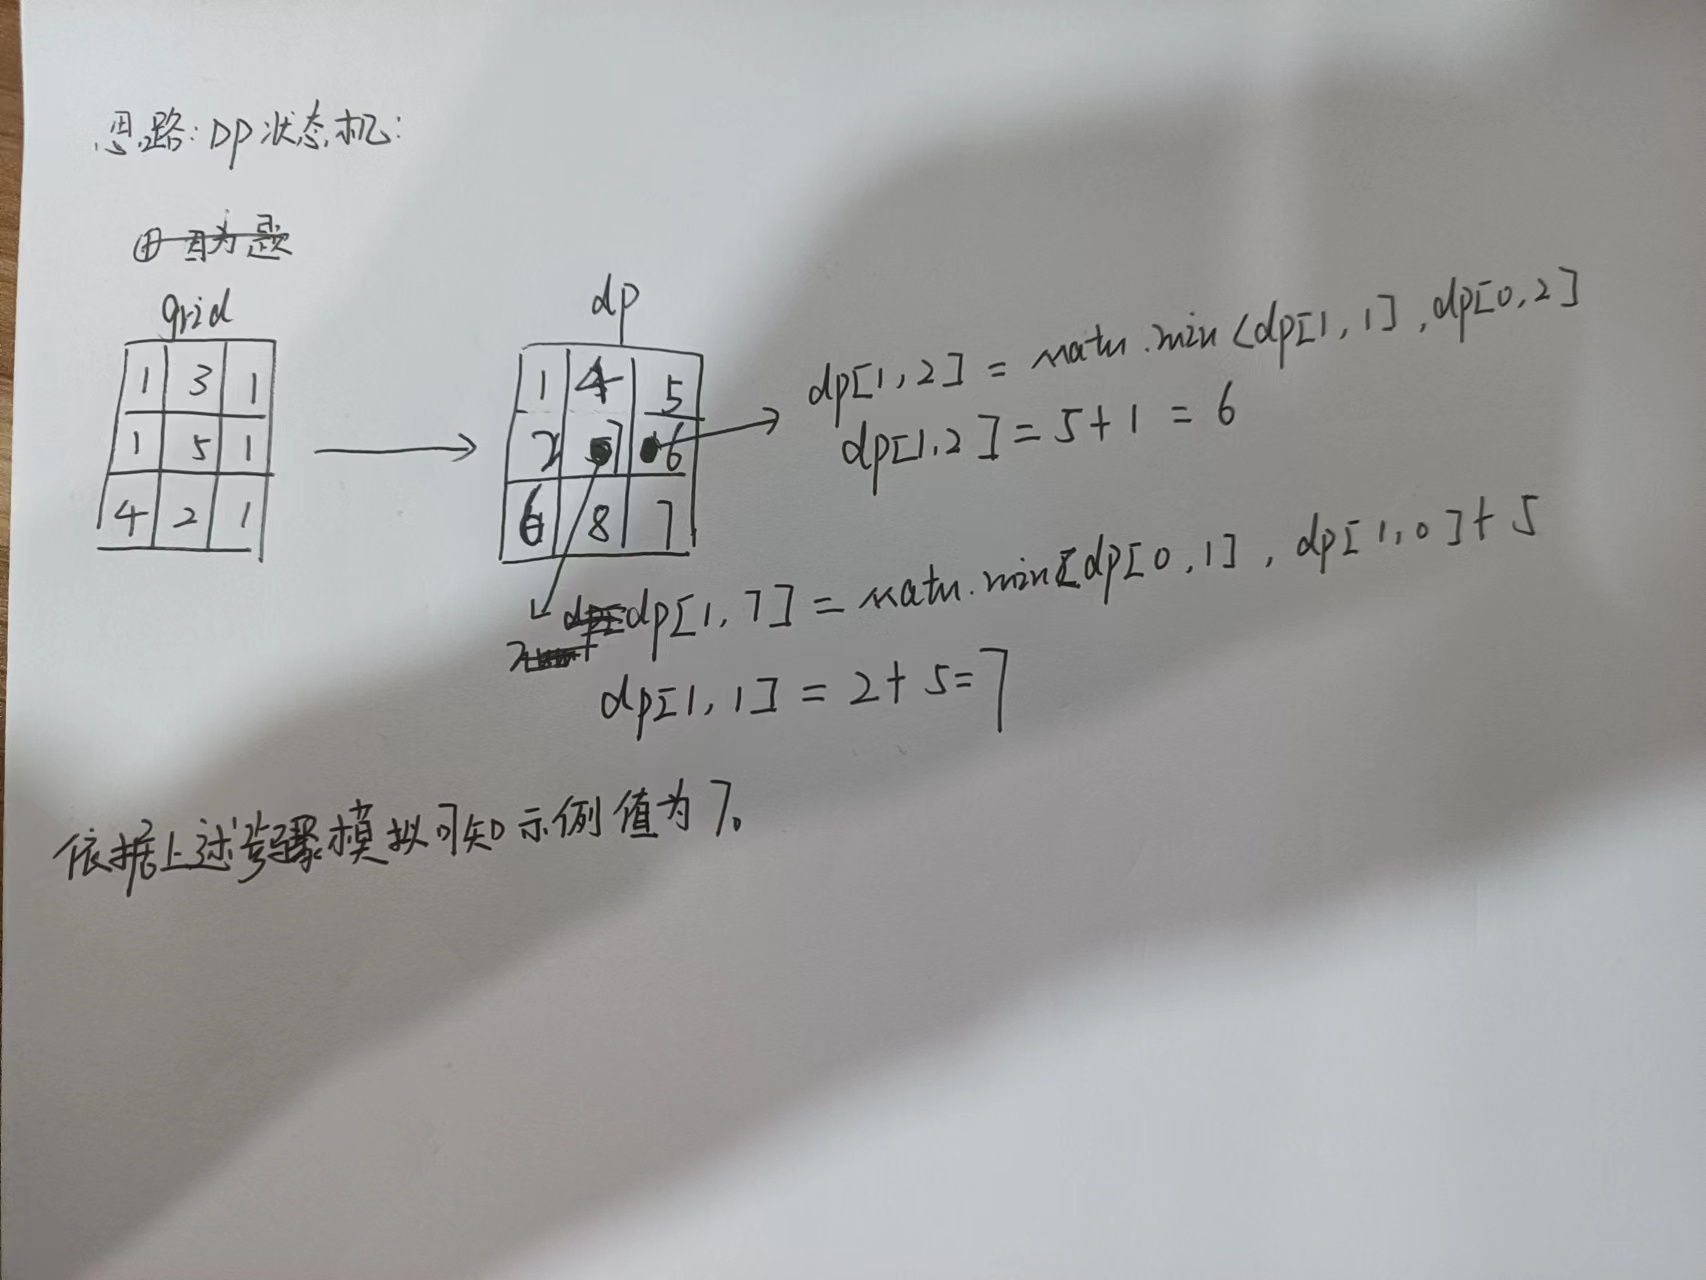 思路:DP状态机:
grid
1 3 1
1 5 1
4 2 1
dp
1 4 5
2 7 6
6 8 7
dp[1,2] = math.min(dp[1,1],dp[0,2]
dp[1,2] = 5+1 = 6
dp[1,7] = math.min[dp[0,1], dp[1,0]+5
dp[1,1] = 2+5=7
依据上述步骤模拟可知示例值为7。